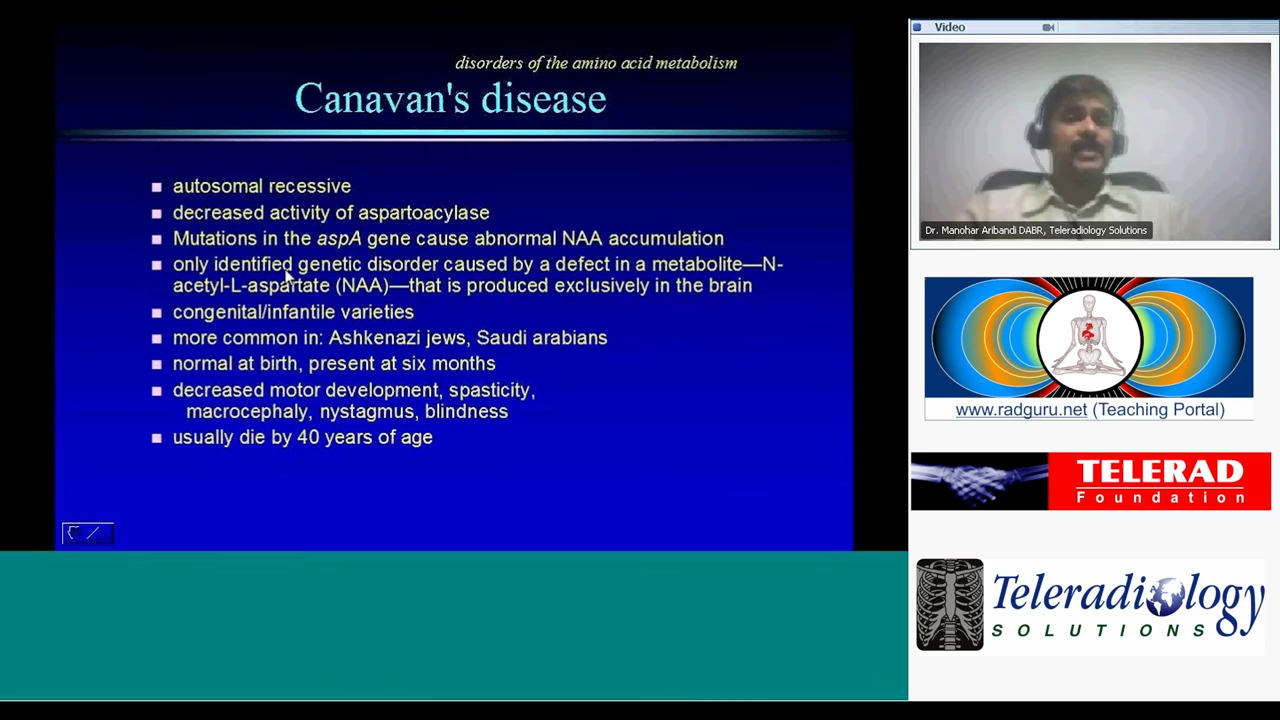 disorders of the amino acid metabolism
Canavan's disease
autosomal recessive
decreased activity of aspartoacylase
Mutations in the aspA gene cause abnormal NAA accumulation
only identified genetic disorder caused by a defect in a metabolite—N-
acetyl-L-aspartate (NAA)—that is produced exclusively in the brain
congenital/infantile varieties
more common in: Ashkenazi jews, Saudi arabians
normal at birth, present at six months
decreased motor development, spasticity,
macrocephaly, nystagmus, blindness
usually die by 40 years of age
Video
Dr. Manohar Aribandi DABR, Teleradiology Solutions
www.radguru.net (Teaching Portal)
TELERAD
Foundation
Teleradiology
SOLUTIONS